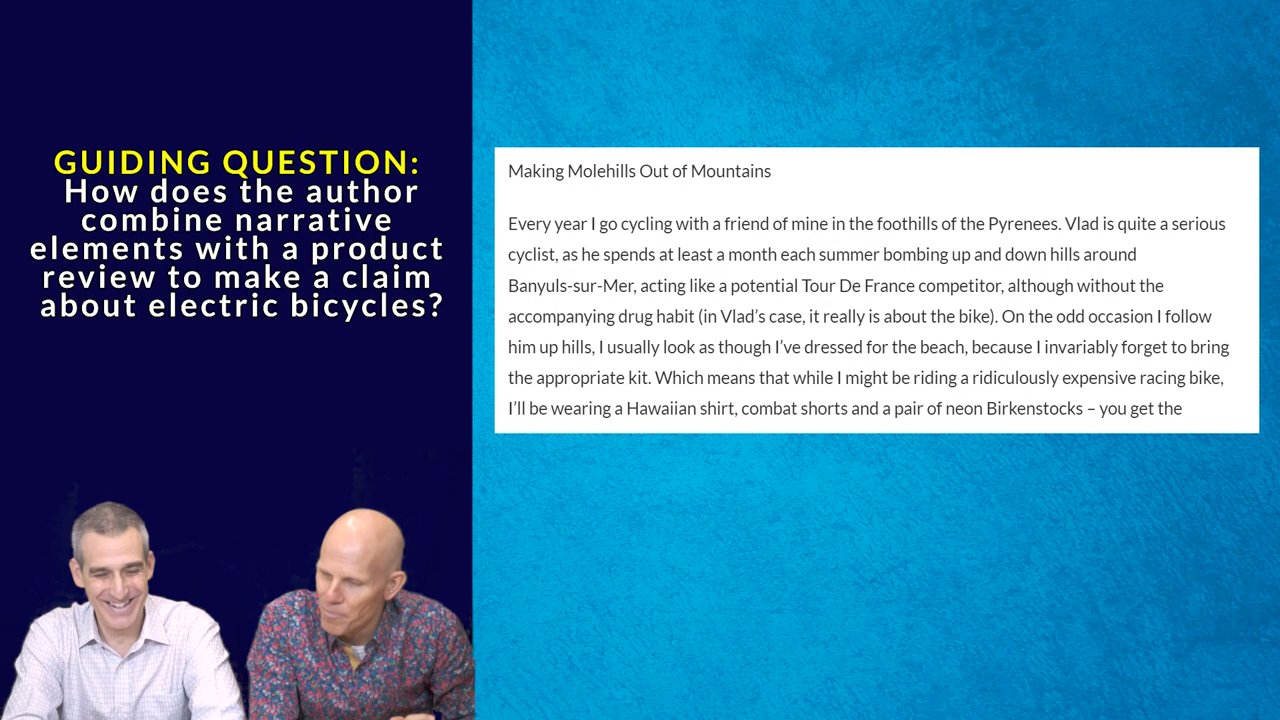 GUIDING QUESTION:
How does the author
combine narrative
elements with a product
review to make a claim
about electric bicycles?
Making Molehills Out of Mountains
Every year I go cycling with a friend of mine in the foothills of the Pyrenees. Vlad is quite a serious
cyclist, as he spends at least a month each summer bombing up and down hills around
Banyuls-sur-Mer, acting like a potential Tour De France competitor, although without the
accompanying drug habit (in Vlad’s case, it really is about the bike). On the odd occasion I follow
him up hills, I usually look as though I’ve dressed for the beach, because I invariably forget to bring
the appropriate kit. Which means that while I might be riding a ridiculously expensive racing bike,
I’ll be wearing a Hawaiian shirt, combat shorts and a pair of neon Birkenstocks – you get the